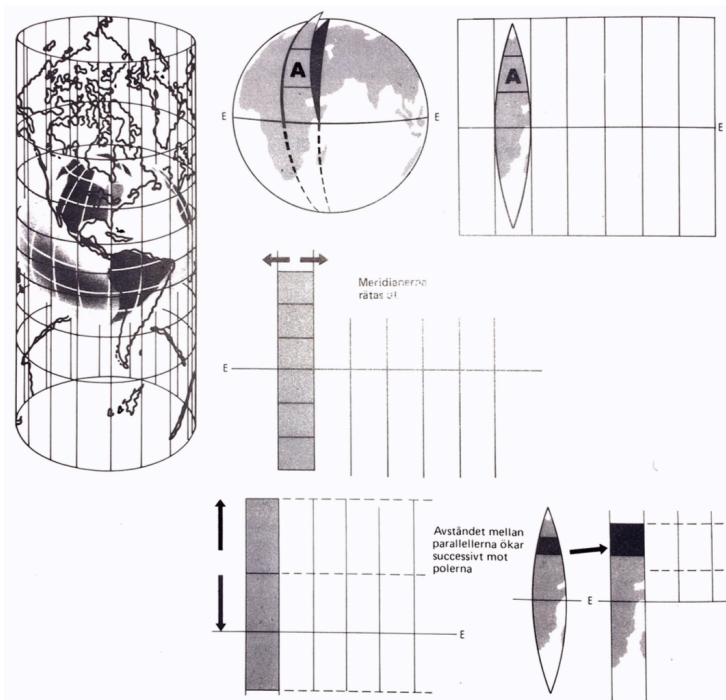 A
E
E
A
E
Meridianerna
rätas ut.
E
Avståndet mellan
parallellerna ökar
successivt mot
polerna
E
E